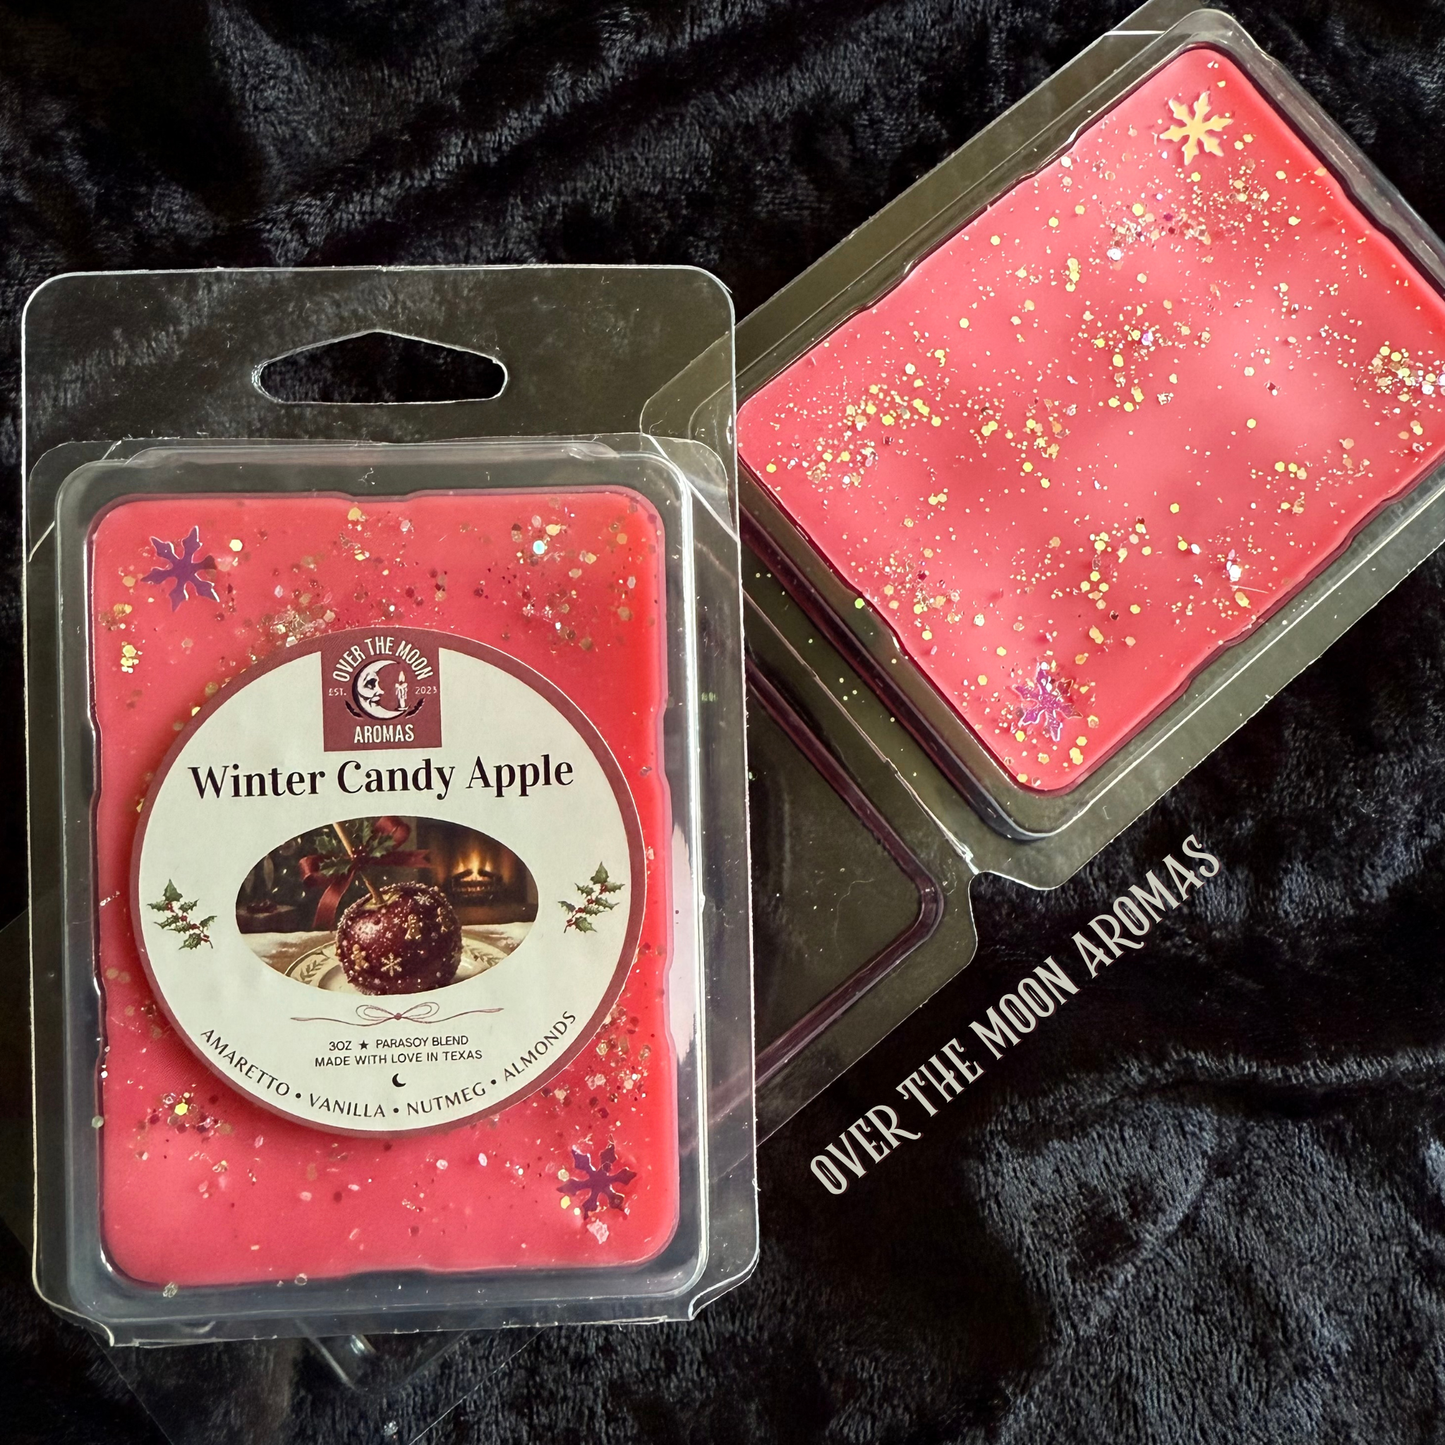 OVER THE MOON
EST. 2023
AROMAS
Winter Candy Apple
3OZ ★ PARASOY BLEND
MADE WITH LOVE IN TEXAS
AMARETTO • VANILLA • NUTMEG • ALMONDS
OVER THE MOON AROMAS